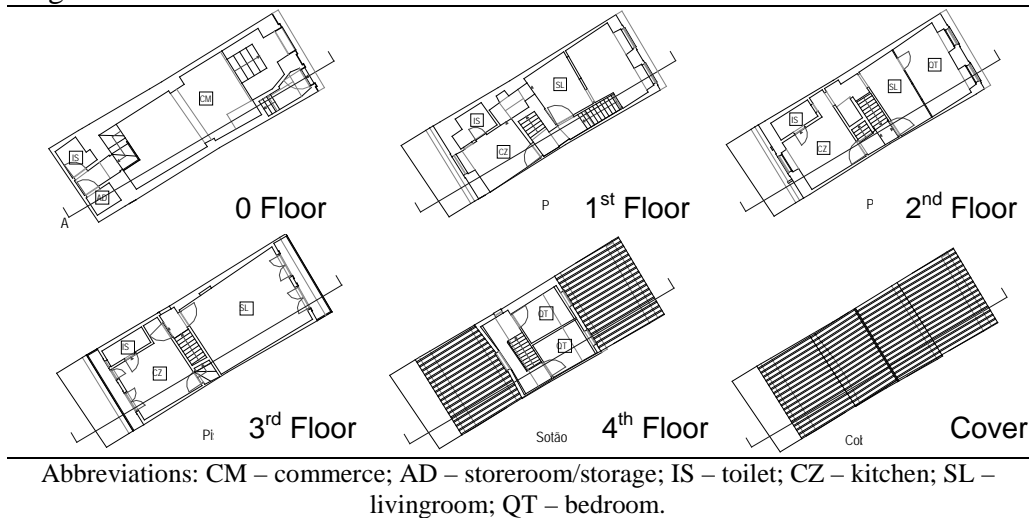 CM
IS
AD
A
0 Floor
SL
IS
CZ
P
1st Floor
QT
SL
IS
CZ
P
2nd Floor
SL
IS
CZ
Pi
3rd Floor
QT
QT
Sotão
4th Floor
Cob
Cover
Abbreviations: CM – commerce; AD – storeroom/storage; IS – toilet; CZ – kitchen; SL –
livingroom; QT – bedroom.